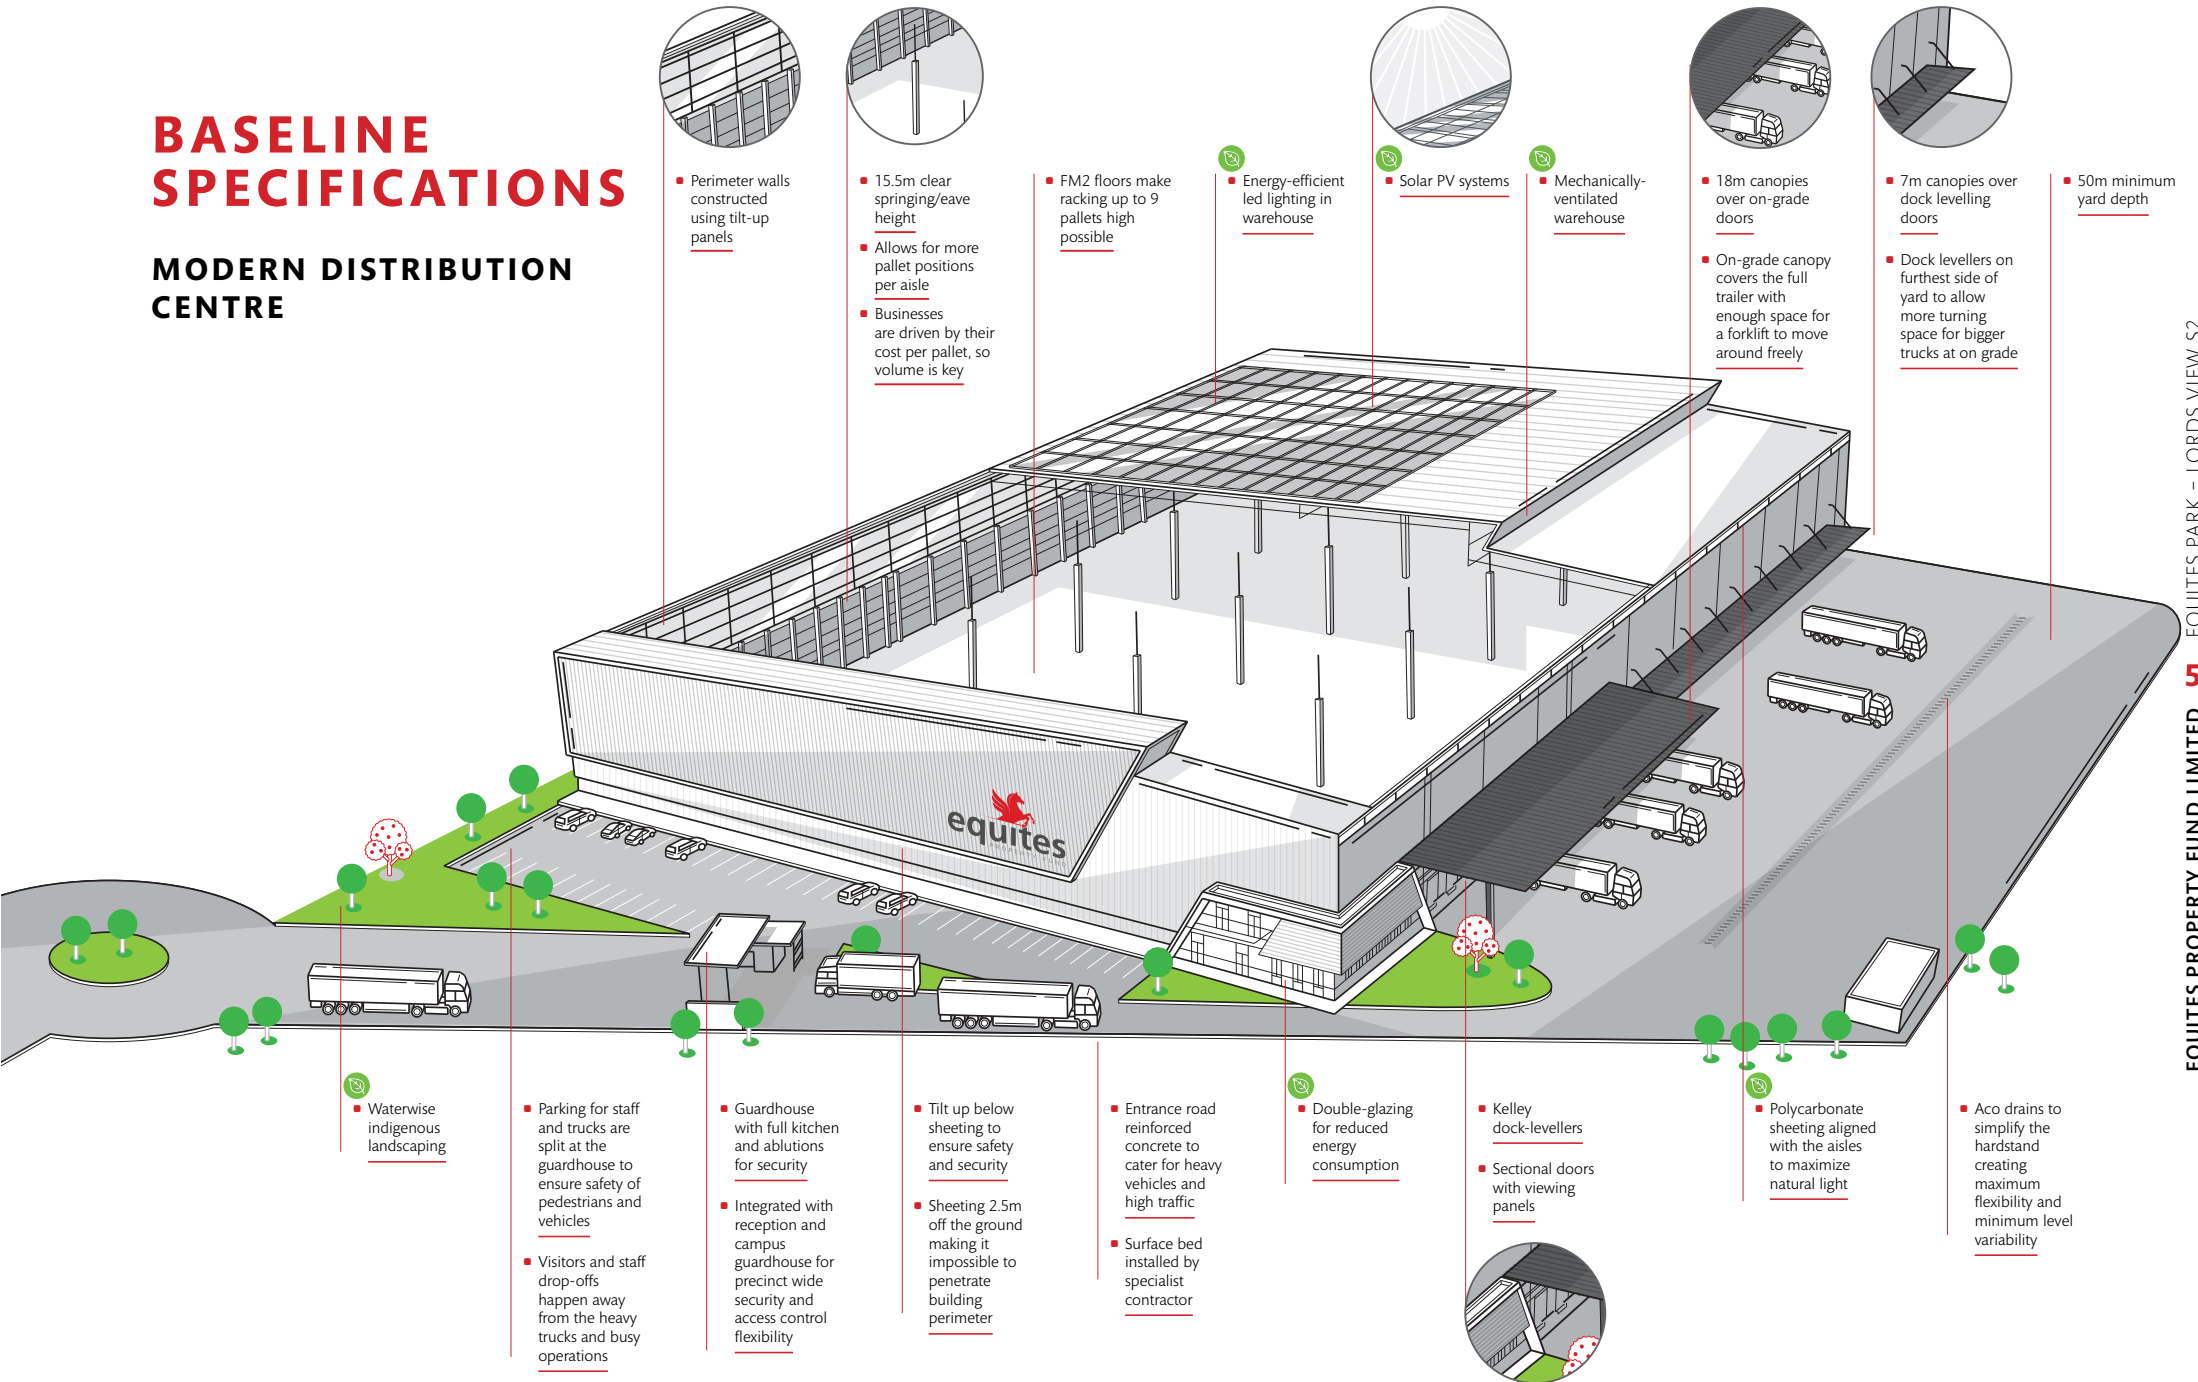 BASELINE
SPECIFICATIONS
MODERN DISTRIBUTION
CENTRE
Perimeter walls
constructed
using tilt-up
panels
15.5m clear
springing/eave
height
Allows for more
pallet positions
per aisle
Businesses
are driven by their
cost per pallet, so
volume is key
FM2 floors make
racking up to 9
pallets high
possible
Energy-efficient
led lighting in
warehouse
Solar PV systems
Mechanically-
ventilated
warehouse
18m canopies
over on-grade
doors
On-grade canopy
covers the full
trailer with
enough space for
a forklift to move
around freely
7m canopies over
dock levelling
doors
Dock levellers on
furthest side of
yard to allow
more turning
space for bigger
trucks at on grade
50m minimum
yard depth
equites
Waterwise
indigenous
landscaping
Parking for staff
and trucks are
split at the
guardhouse to
ensure safety of
pedestrians and
vehicles
Visitors and staff
drop-offs
happen away
from the heavy
trucks and busy
operations
Guardhouse
with full kitchen
and ablutions
for security
Integrated with
reception and
campus
guardhouse for
precinct wide
security and
access control
flexibility
Tilt up below
sheeting to
ensure safety
and security
Sheeting 2.5m
off the ground
making it
impossible to
penetrate
building
perimeter
Entrance road
reinforced
concrete to
cater for heavy
vehicles and
high traffic
Surface bed
installed by
specialist
contractor
Double-glazing
for reduced
energy
consumption
Kelley
dock-levellers
Sectional doors
with viewing
panels
Polycarbonate
sheeting aligned
with the aisles
to maximize
natural light
Aco drains to
simplify the
hardstand
creating
maximum
flexibility and
minimum level
variability
EQUITES PROPERTY FUND LIMITED 5 EQUITES PARK – LORDS VIEW S2